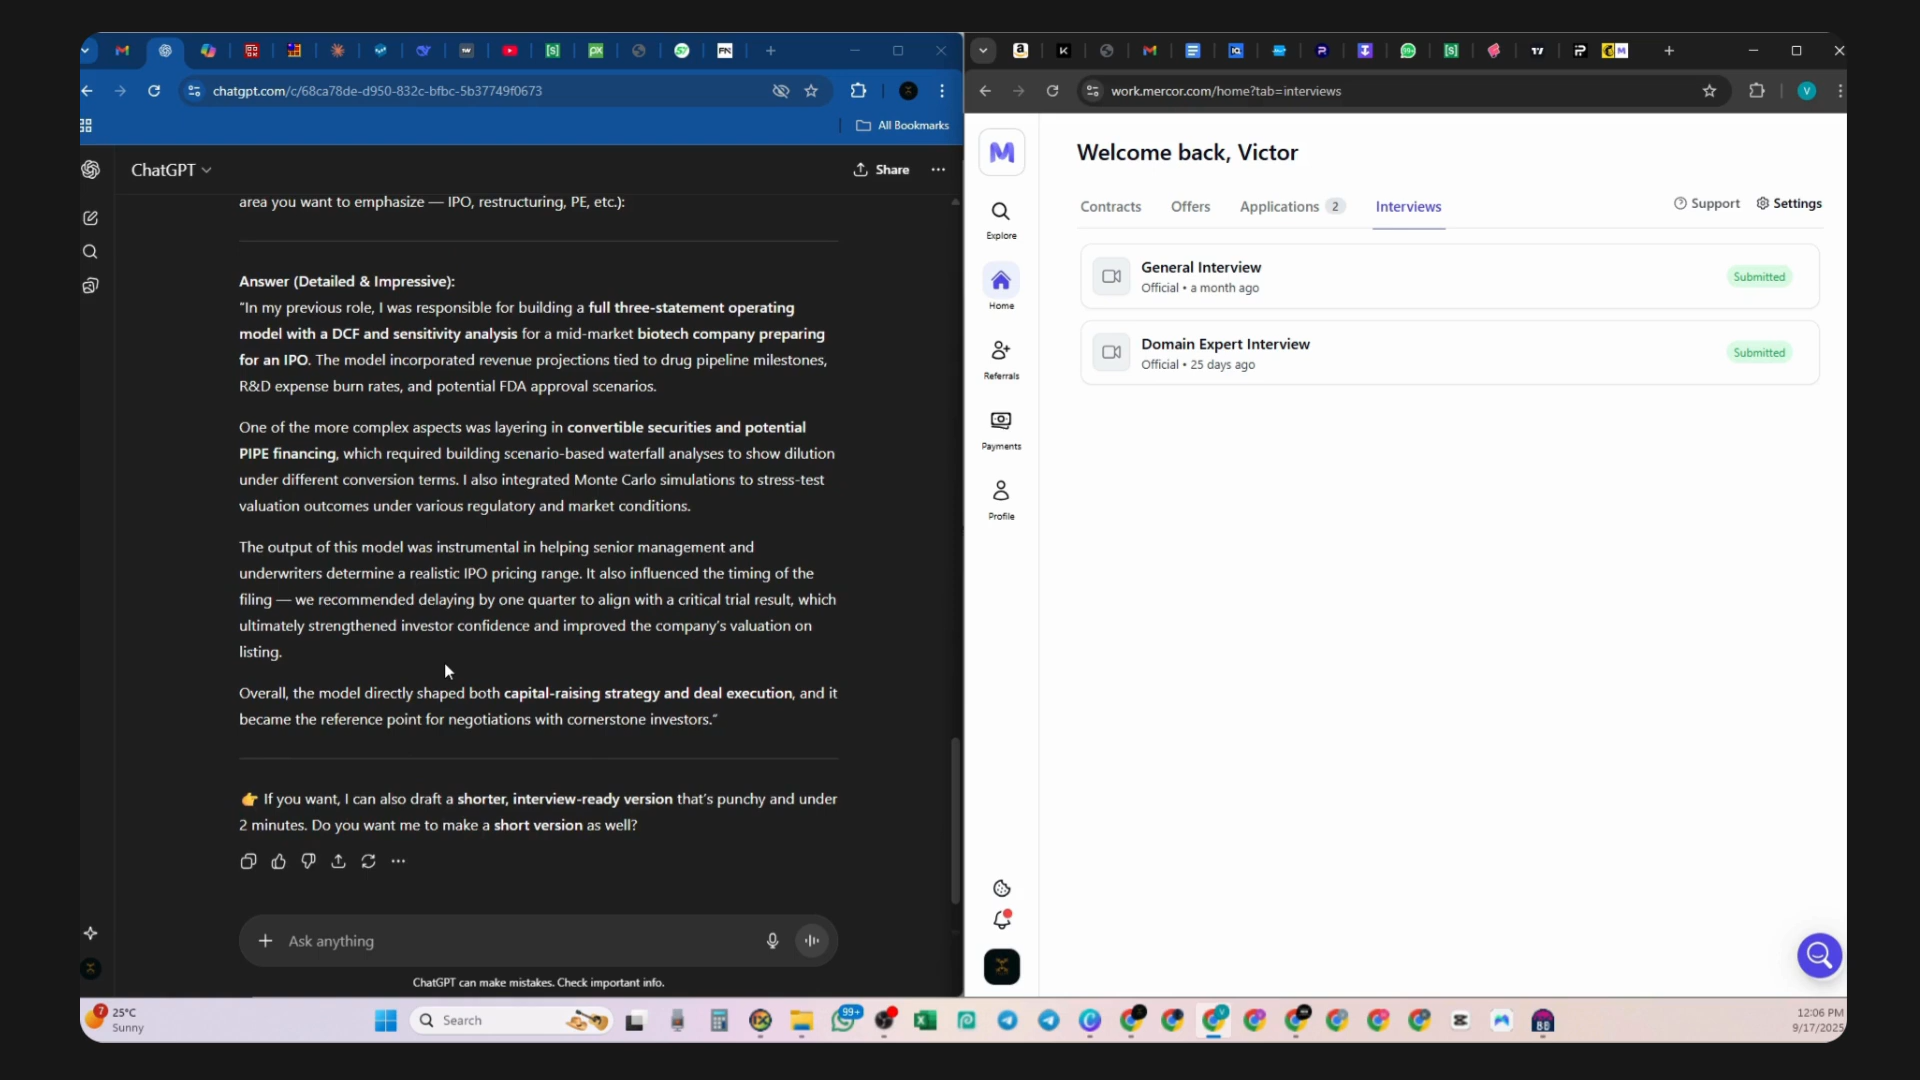 chatgpt.com/c/68ca78de-d950-832c-bfbc-5b37749f0673
All Bookmarks
ChatGPT
Share
area you want to emphasize — IPO, restructuring, PE, etc.):
Answer (Detailed & Impressive):
“In my previous role, I was responsible for building a full three-statement operating
model with a DCF and sensitivity analysis for a mid-market biotech company preparing
for an IPO. The model incorporated revenue projections tied to drug pipeline milestones,
R&D expense burn rates, and potential FDA approval scenarios.
One of the more complex aspects was layering in convertible securities and potential
PIPE financing, which required building scenario-based waterfall analyses to show dilution
under different conversion terms. I also integrated Monte Carlo simulations to stress-test
valuation outcomes under various regulatory and market conditions.
The output of this model was instrumental in helping senior management and
underwriters determine a realistic IPO pricing range. It also influenced the timing of the
filing — we recommended delaying by one quarter to align with a critical trial result, which
ultimately strengthened investor confidence and improved the company’s valuation on
listing.
Overall, the model directly shaped both capital-raising strategy and deal execution, and it
became the reference point for negotiations with cornerstone investors.”
👉 If you want, I can also draft a shorter, interview-ready version that’s punchy and under
2 minutes. Do you want me to make a short version as well?
Ask anything
ChatGPT can make mistakes. Check important info.
work.mercor.com/home?tab=interviews
V
Welcome back, Victor
Contracts
Offers
Applications 2
Interviews
Support
Settings
Explore
Home
Referrals
Payments
Profile
General Interview
Official • a month ago
Submitted
Domain Expert Interview
Official • 25 days ago
Submitted
7
25°C
Sunny
Search
99+
12:06 PM
9/17/2025